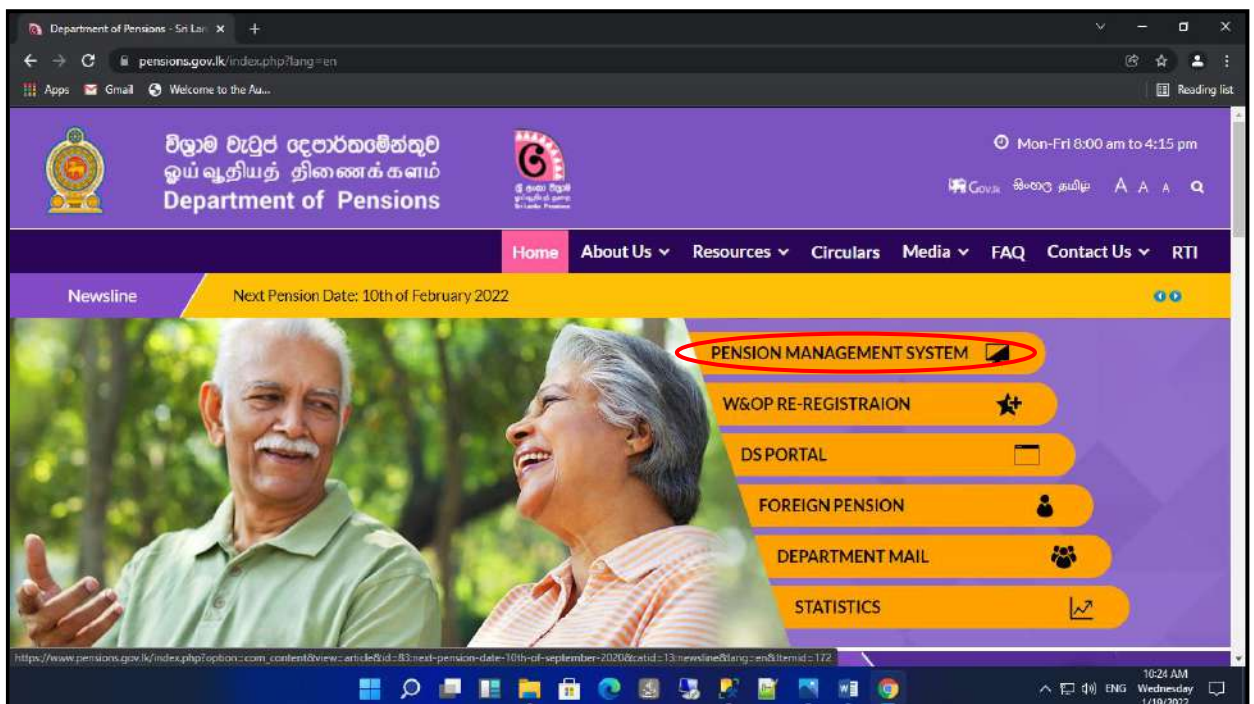 Department of Pensions - Sri Lan
pensions.gov.lk/index.php?lang=en
Apps Gmail Welcome to the Au... Reading list
විශ්‍රාම වැටුප් දෙපාර්තමේන්තුව
ஓய்வூதியத் திணைக்களம்
Department of Pensions
Mon-Fri 8:00 am to 4:15 pm
Gov.lk සිංහල தமிழ் A A A
Home About Us Resources Circulars Media FAQ Contact Us RTI
Newsline Next Pension Date: 10th of February 2022
PENSION MANAGEMENT SYSTEM
W&OP RE-REGISTRAION
DS PORTAL
FOREIGN PENSION
DEPARTMENT MAIL
STATISTICS
https://www.pensions.gov.lk/index.php?option=com_content&view=article&id=83:next-pension-date-10th-of-september-2020&catid=13:newsline&lang=en&Itemid=172
10:24 AM
ENG Wednesday
1/19/2022